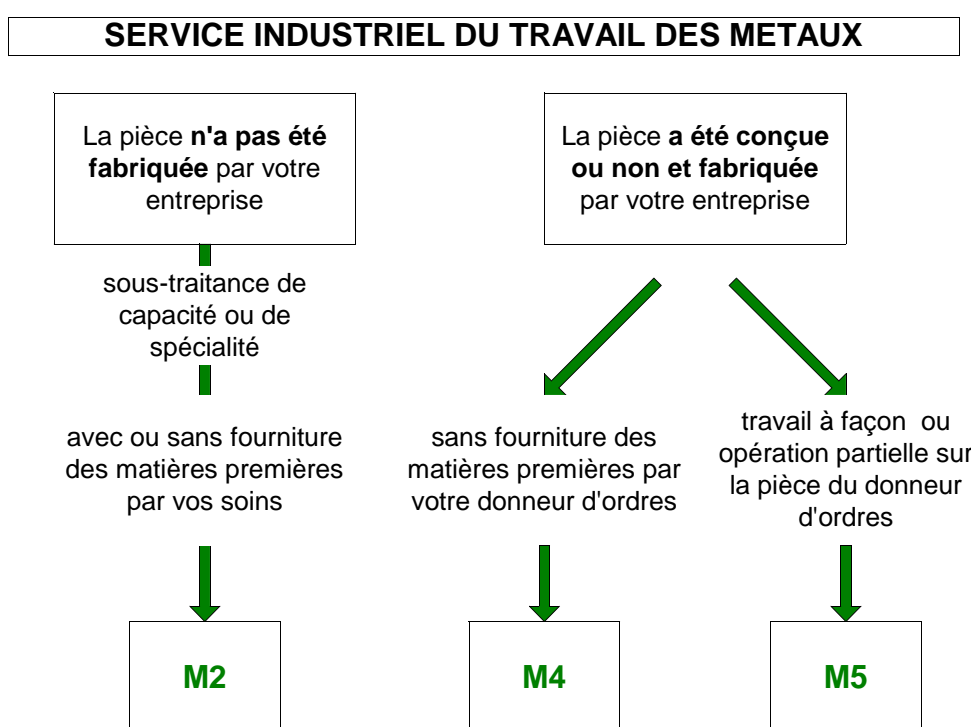 SERVICE INDUSTRIEL DU TRAVAIL DES METAUX
La pièce n'a pas été
fabriquée par votre
entreprise
La pièce a été conçue
ou non et fabriquée
par votre entreprise
sous-traitance de
capacité ou de
spécialité
avec ou sans fourniture
des matières premières
par vos soins
sans fourniture des
matières premières par
votre donneur d'ordres
travail à façon ou
opération partielle sur
la pièce du donneur
d'ordres
M2
M4
M5